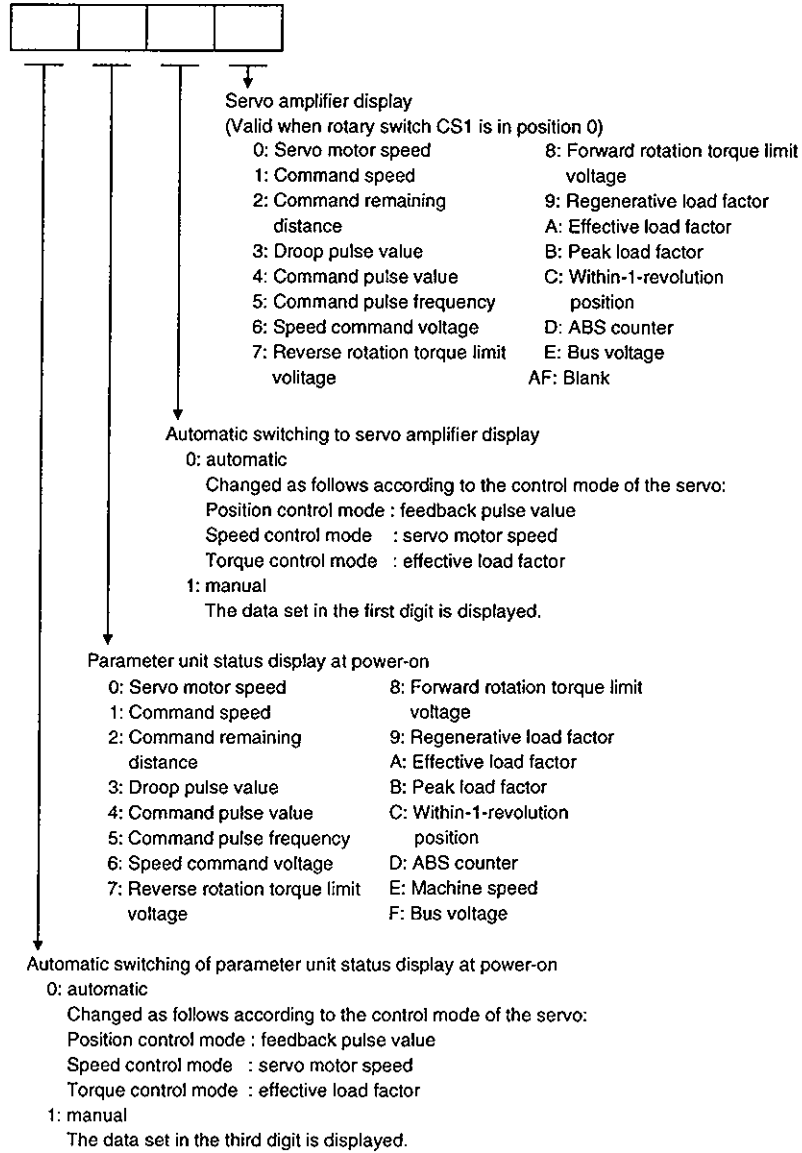 Servo amplifier display
(Valid when rotary switch CS1 is in position 0)
0: Servo motor speed
1: Command speed
2: Command remaining
distance
3: Droop pulse value
4: Command pulse value
5: Command pulse frequency
6: Speed command voltage
7: Reverse rotation torque limit
volitage
8: Forward rotation torque limit
voltage
9: Regenerative load factor
A: Effective load factor
B: Peak load factor
C: Within-1-revolution
position
D: ABS counter
E: Bus voltage
AF: Blank
Automatic switching to servo amplifier display
0: automatic
Changed as follows according to the control mode of the servo:
Position control mode : feedback pulse value
Speed control mode : servo motor speed
Torque control mode : effective load factor
1: manual
The data set in the first digit is displayed.
Parameter unit status display at power-on
0: Servo motor speed
1: Command speed
2: Command remaining
distance
3: Droop pulse value
4: Command pulse value
5: Command pulse frequency
6: Speed command voltage
7: Reverse rotation torque limit
voltage
8: Forward rotation torque limit
voltage
9: Regenerative load factor
A: Effective load factor
B: Peak load factor
C: Within-1-revolution
position
D: ABS counter
E: Machine speed
F: Bus voltage
Automatic switching of parameter unit status display at power-on
0: automatic
Changed as follows according to the control mode of the servo:
Position control mode : feedback pulse value
Speed control mode : servo motor speed
Torque control mode : effective load factor
1: manual
The data set in the third digit is displayed.